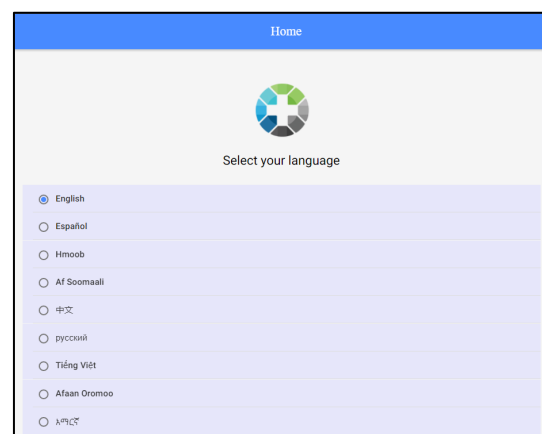 Home
Select your language
English
Español
Hmoob
Af Soomaali
中文
русский
Tiếng Việt
Afaan Oromoo
አማርኛ